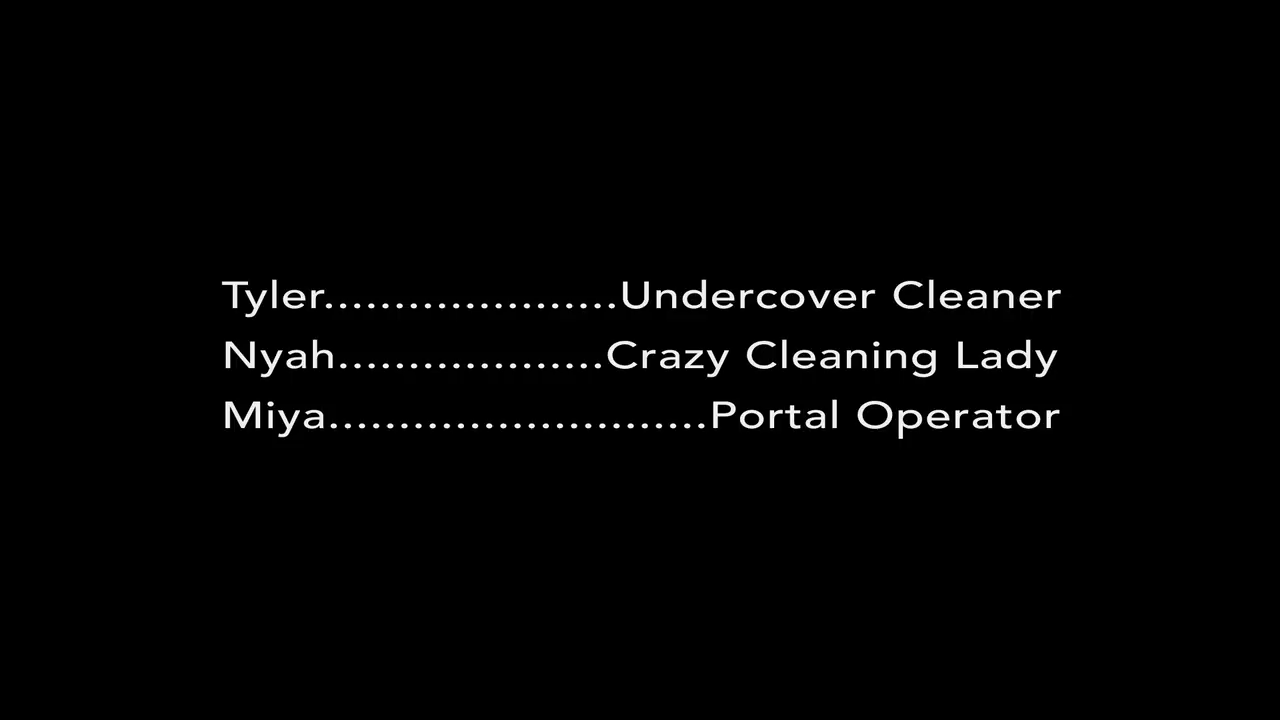 Tyler.....................Undercover Cleaner
Nyah...................Crazy Cleaning Lady
Miya...........................Portal Operator